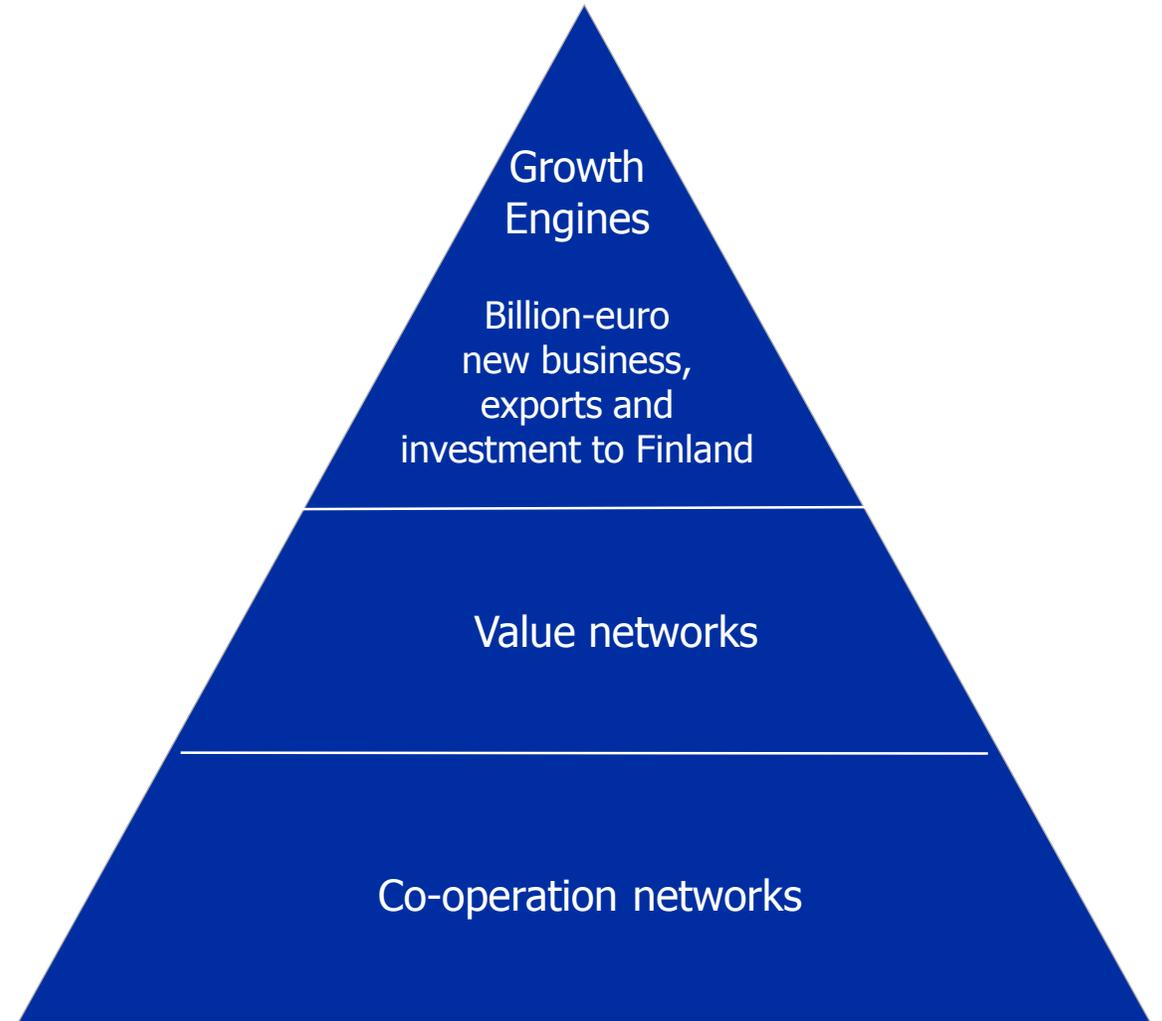 Growth
Engines
Billion-euro
new business,
exports and
investment to Finland
Value networks
Co-operation networks